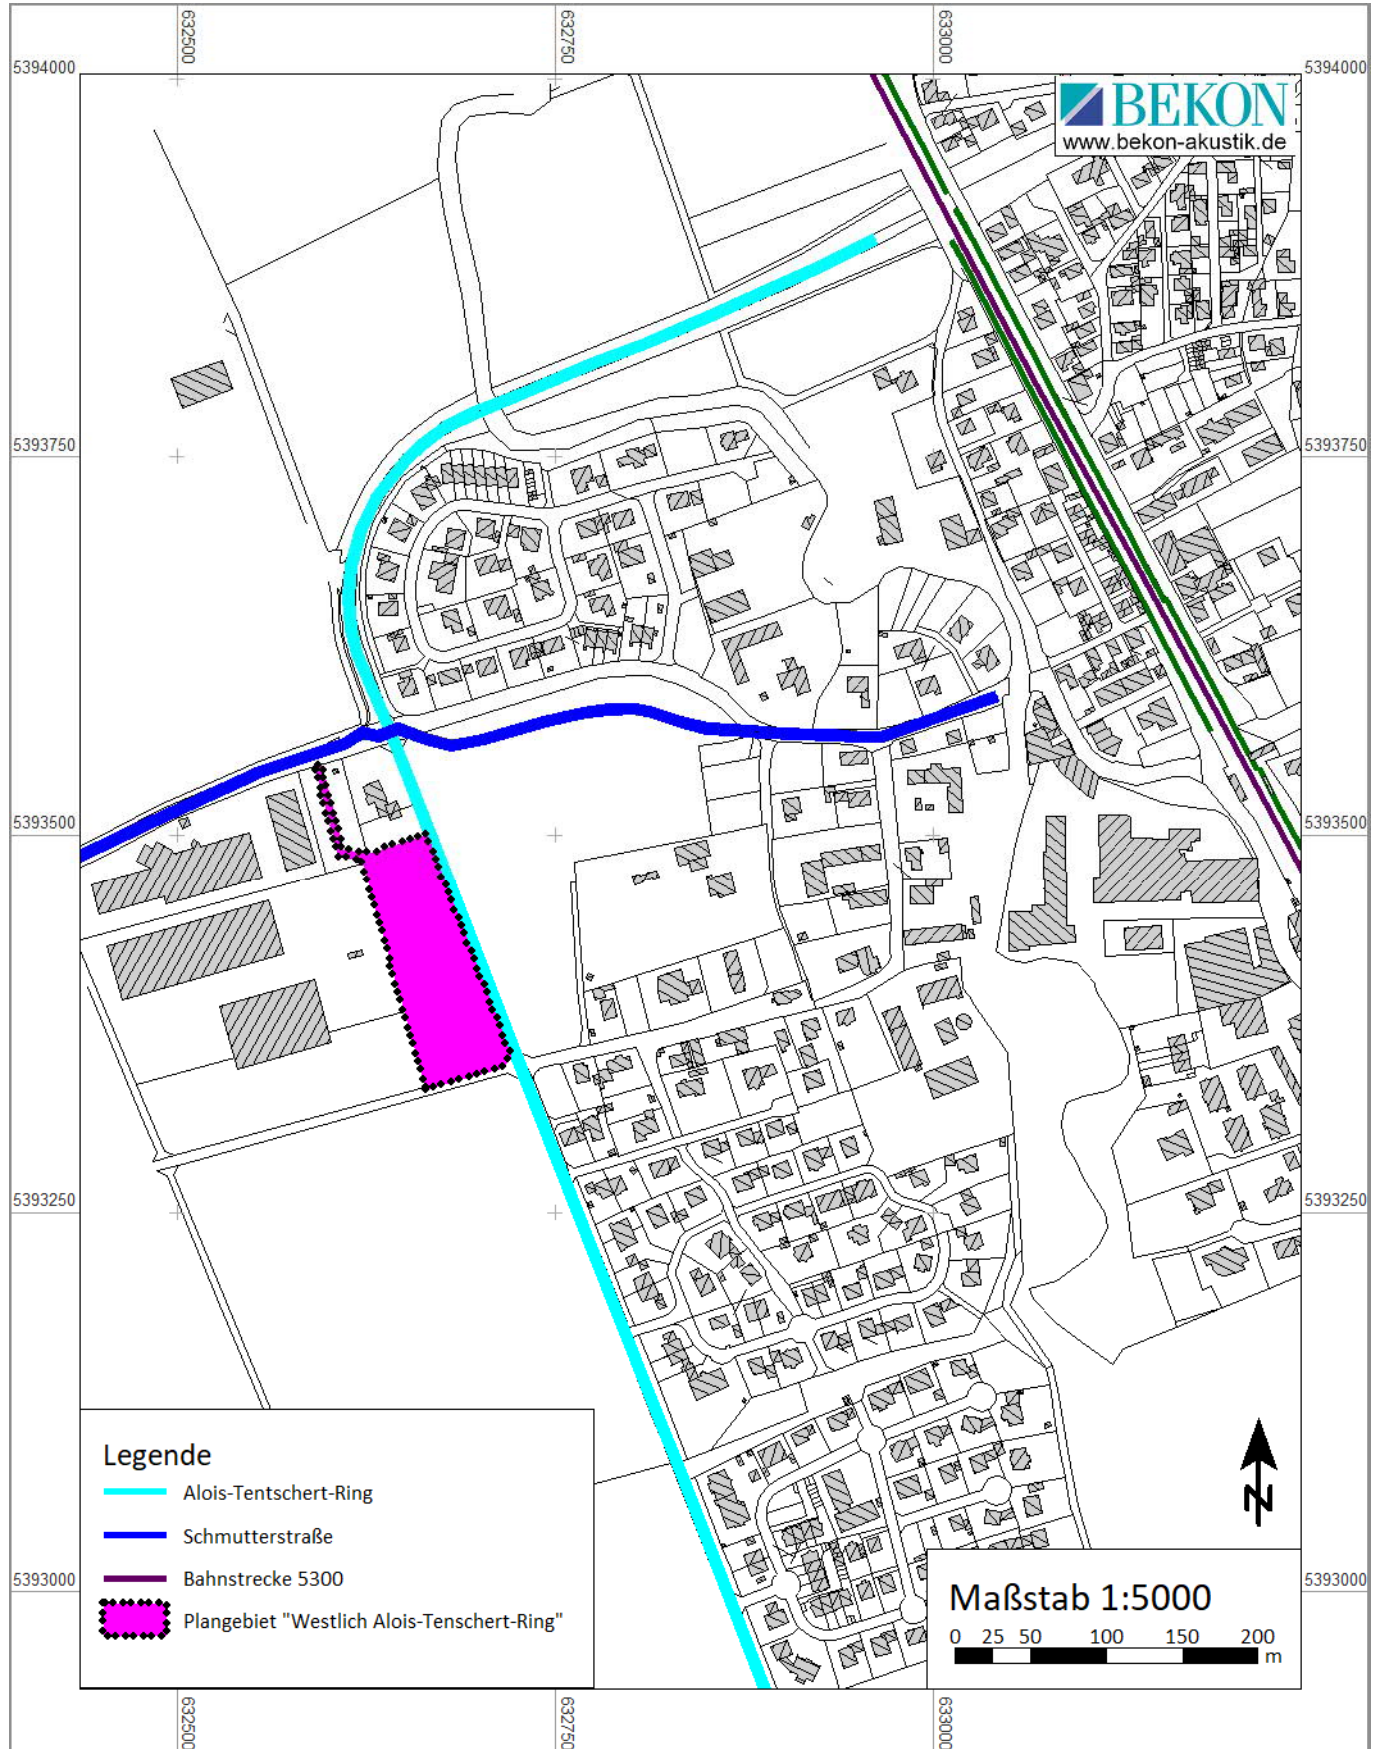 632500
632750
633000
5394000
5394000
BEKON
www.bekon-akustik.de
5393750
5393750
5393500
5393500
5393250
5393250
Legende
Alois-Tentschert-Ring
Schmutterstraße
Bahnstrecke 5300
Plangebiet "Westlich Alois-Tenschert-Ring"
N
5393000
5393000
Maßstab 1:5000
0 25 50 100 150 200
m
632500
632750
633000